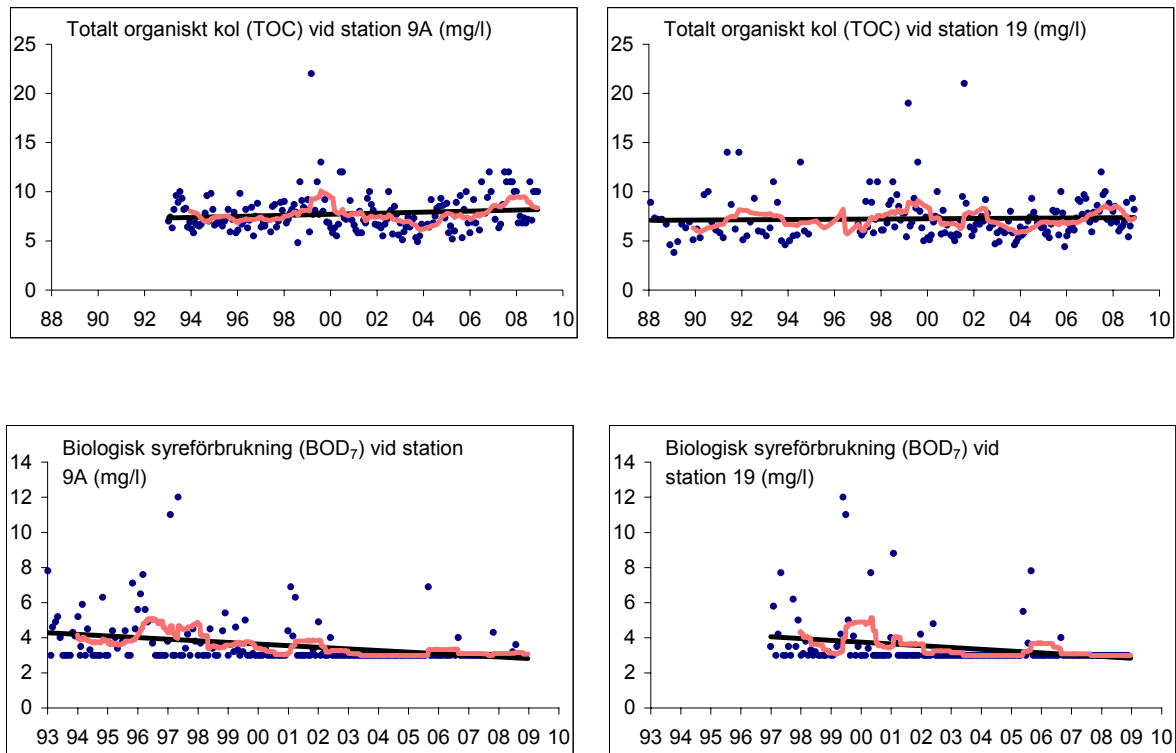 Totalt organiskt kol (TOC) vid station 9A (mg/l)
25
20
15
10
5
0
88 90 92 94 96 98 00 02 04 06 08 10
Totalt organiskt kol (TOC) vid station 19 (mg/l)
25
20
15
10
5
0
88 90 92 94 96 98 00 02 04 06 08 10
Biologisk syreförbrukning (BOD₇) vid station
9A (mg/l)
14
12
10
8
6
4
2
0
93 94 95 96 97 98 99 00 01 02 03 04 05 06 07 08 09 10
Biologisk syreförbrukning (BOD₇) vid
station 19 (mg/l)
14
12
10
8
6
4
2
0
93 94 95 96 97 98 99 00 01 02 03 04 05 06 07 08 09 10